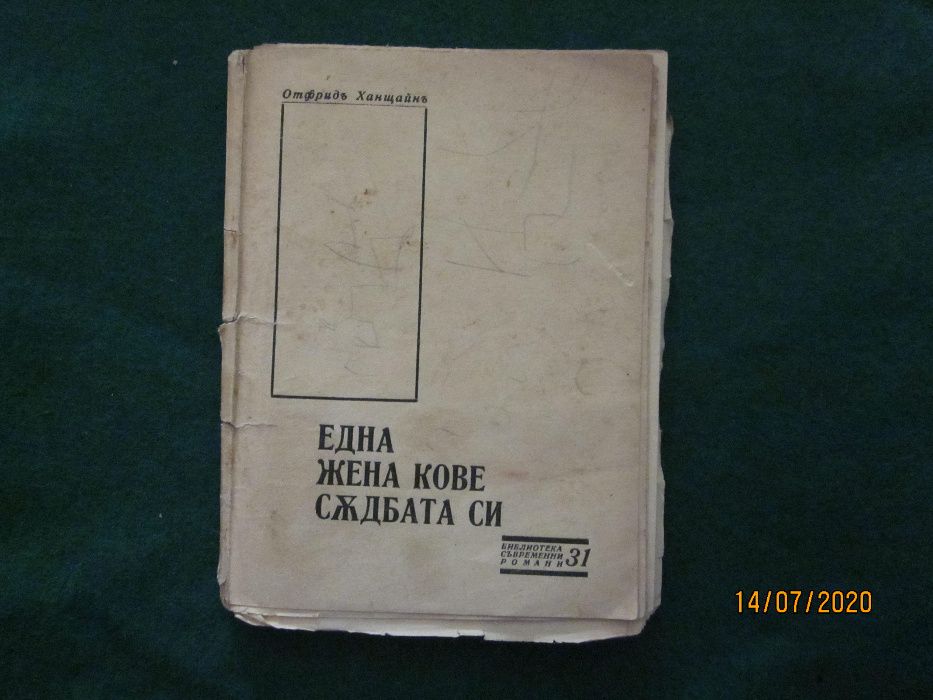 Отфридъ Ханщайнъ
ЕДНА
ЖЕНА КОВЕ
СѪДБАТА СИ
БИБЛИОТЕКА
СЪВРЕМЕННИ
РОМАНИ 31
14/07/2020